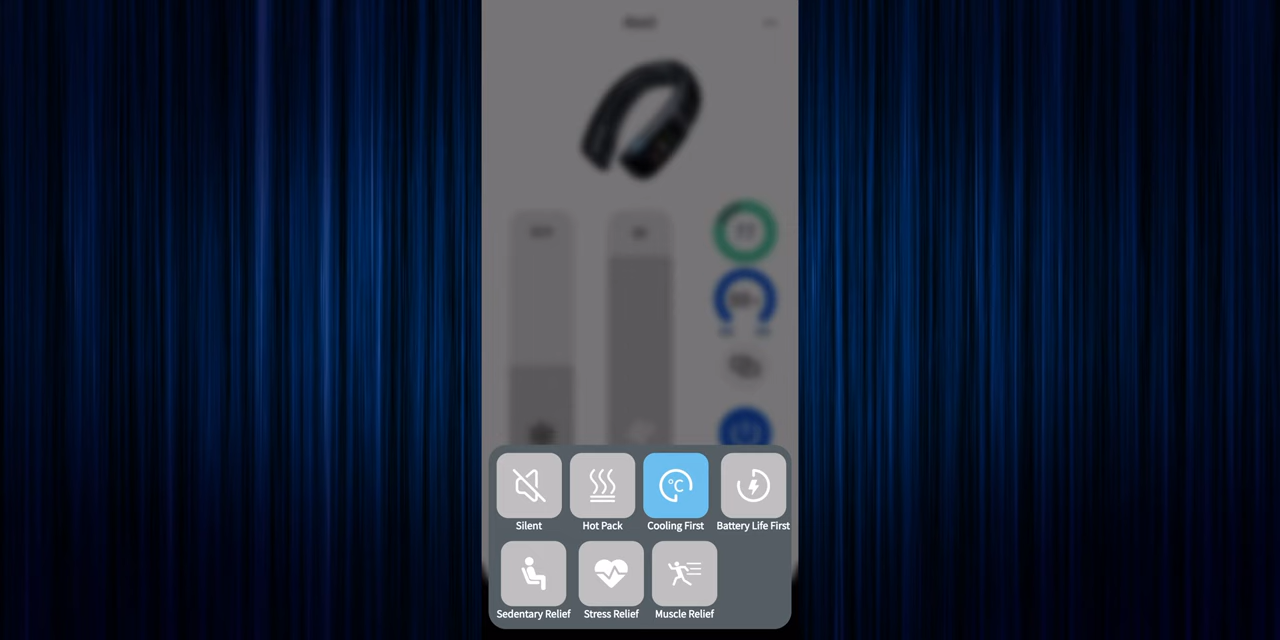 °C
Silent
Hot Pack
Cooling First
Battery Life First
Sedentary Relief
Stress Relief
Muscle Relief